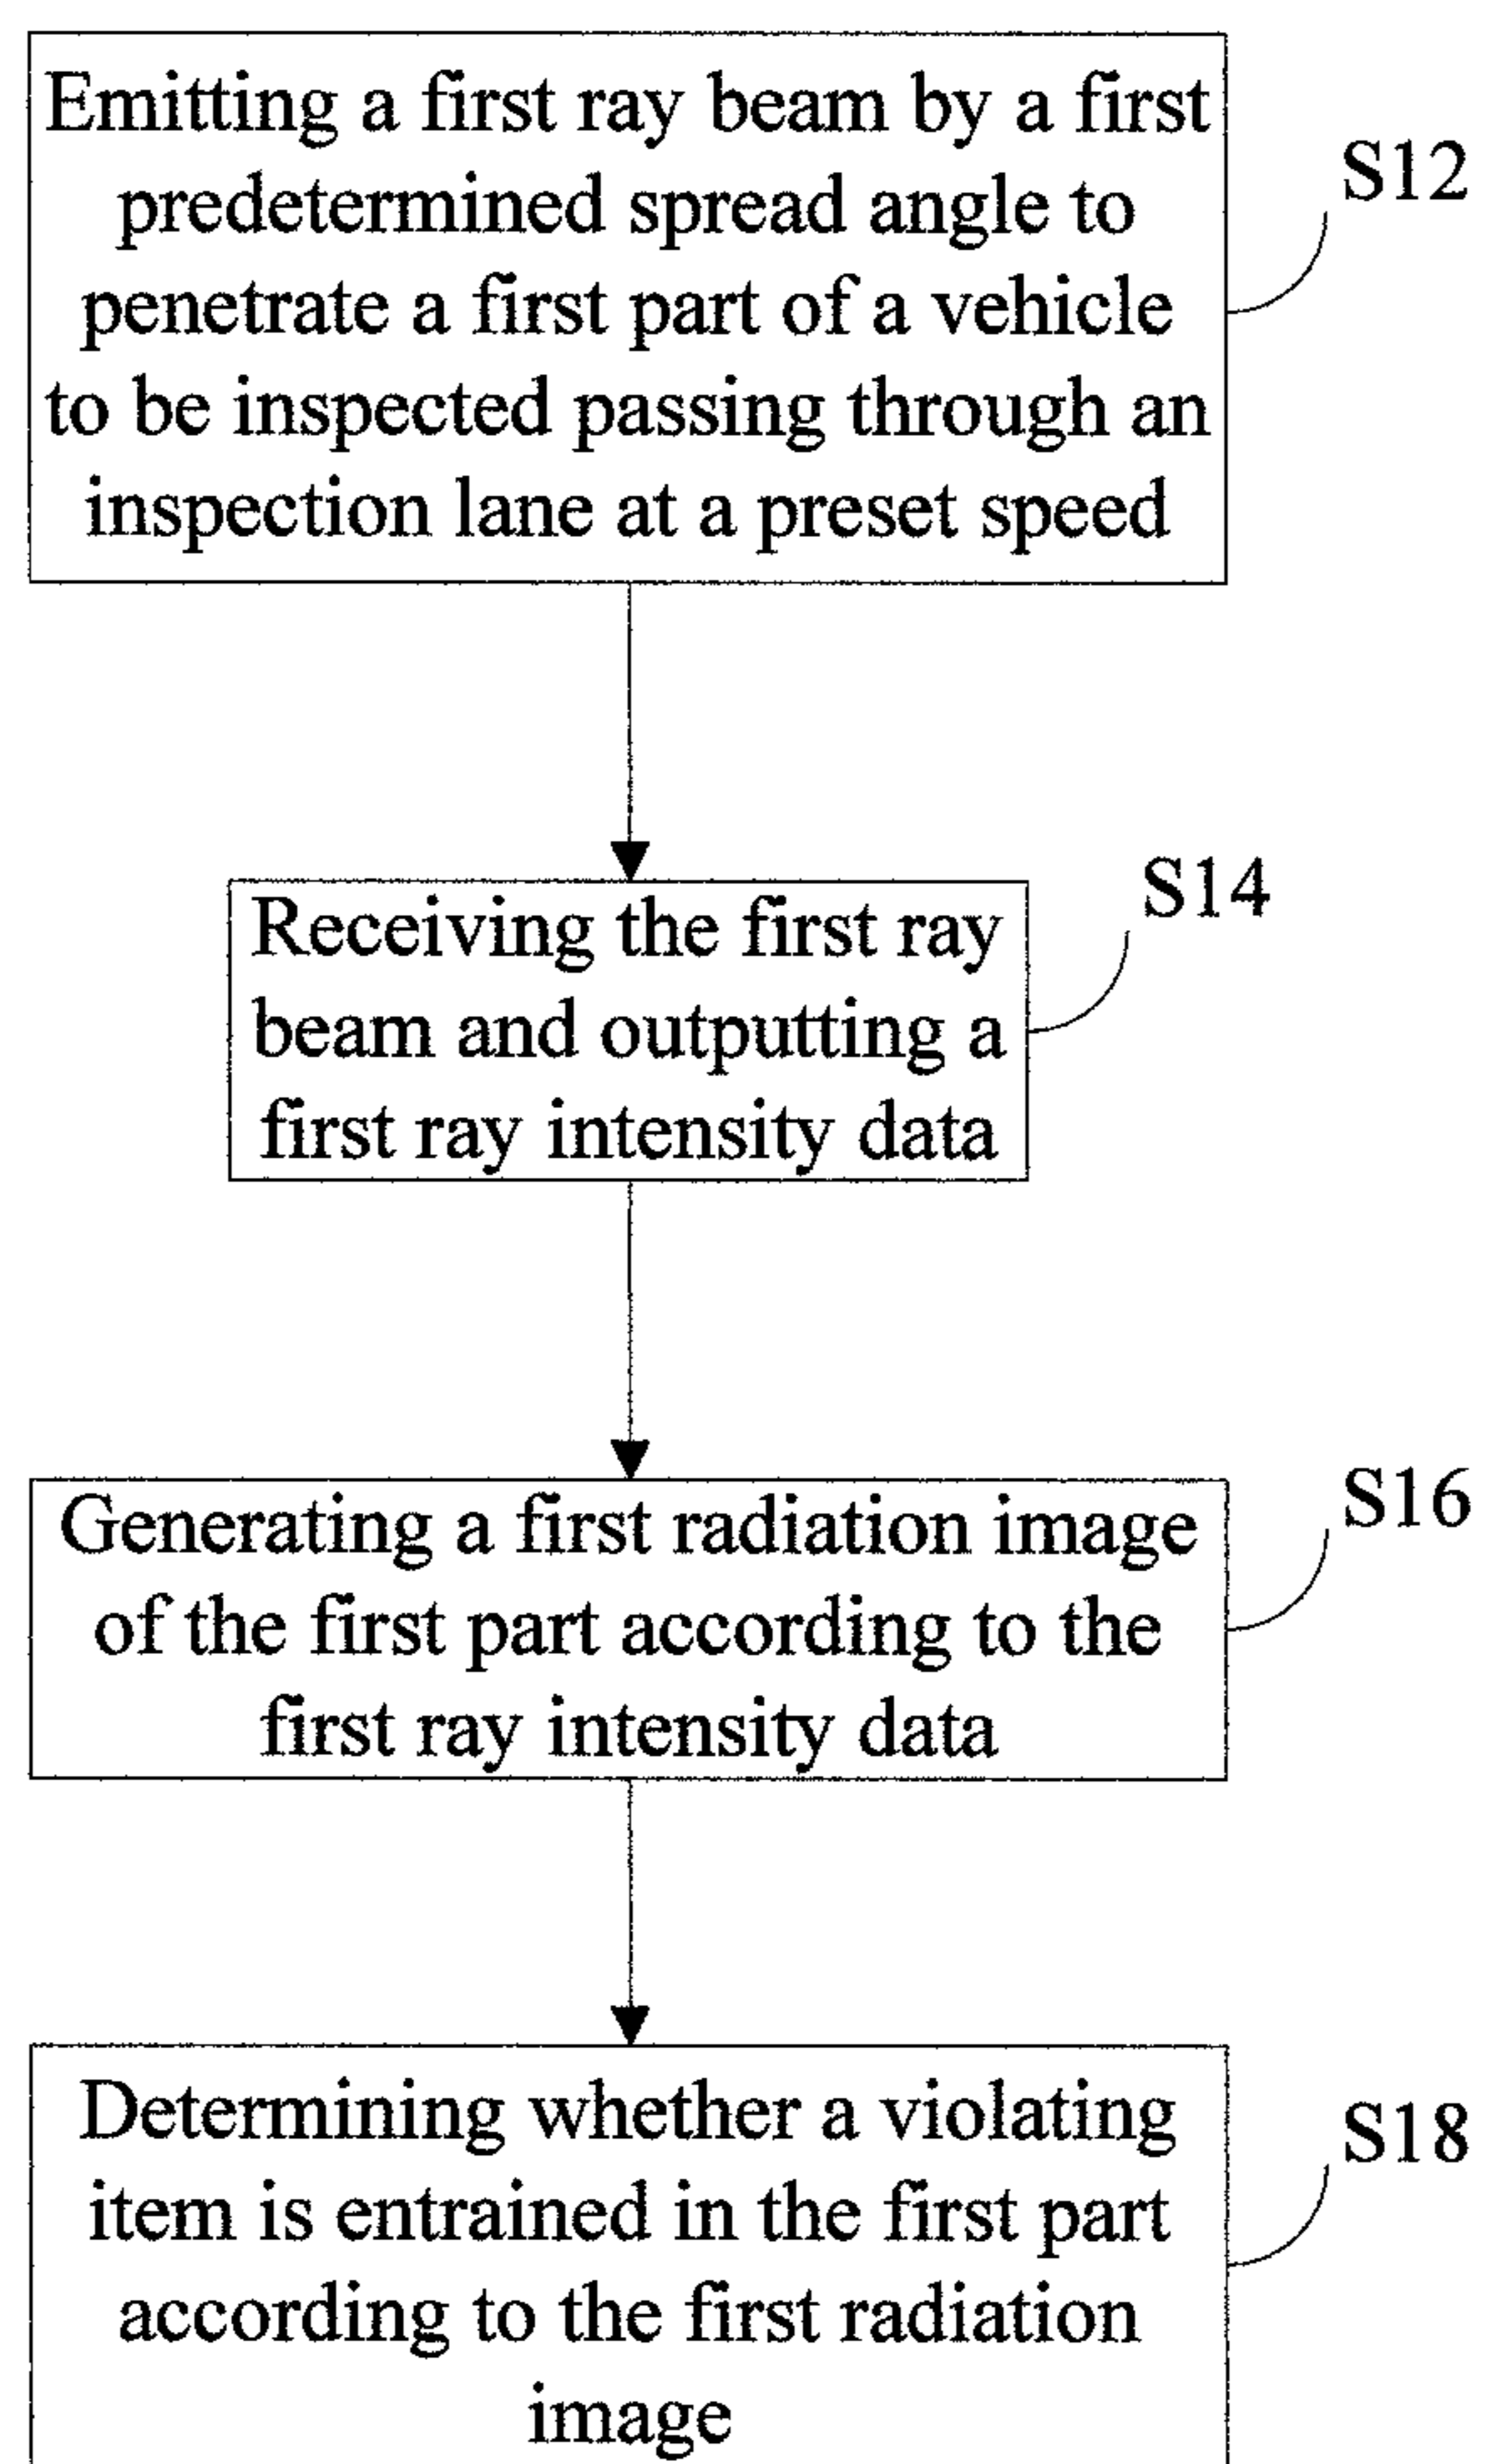 Emitting a first ray beam by a first
predetermined spread angle to
penetrate a first part of a vehicle
to be inspected passing through an
inspection lane at a preset speed
S12
Receiving the first ray
beam and outputting a
first ray intensity data
S14
Generating a first radiation image
of the first part according to the
first ray intensity data
S16
Determining whether a violating
item is entrained in the first part
according to the first radiation
image
S18